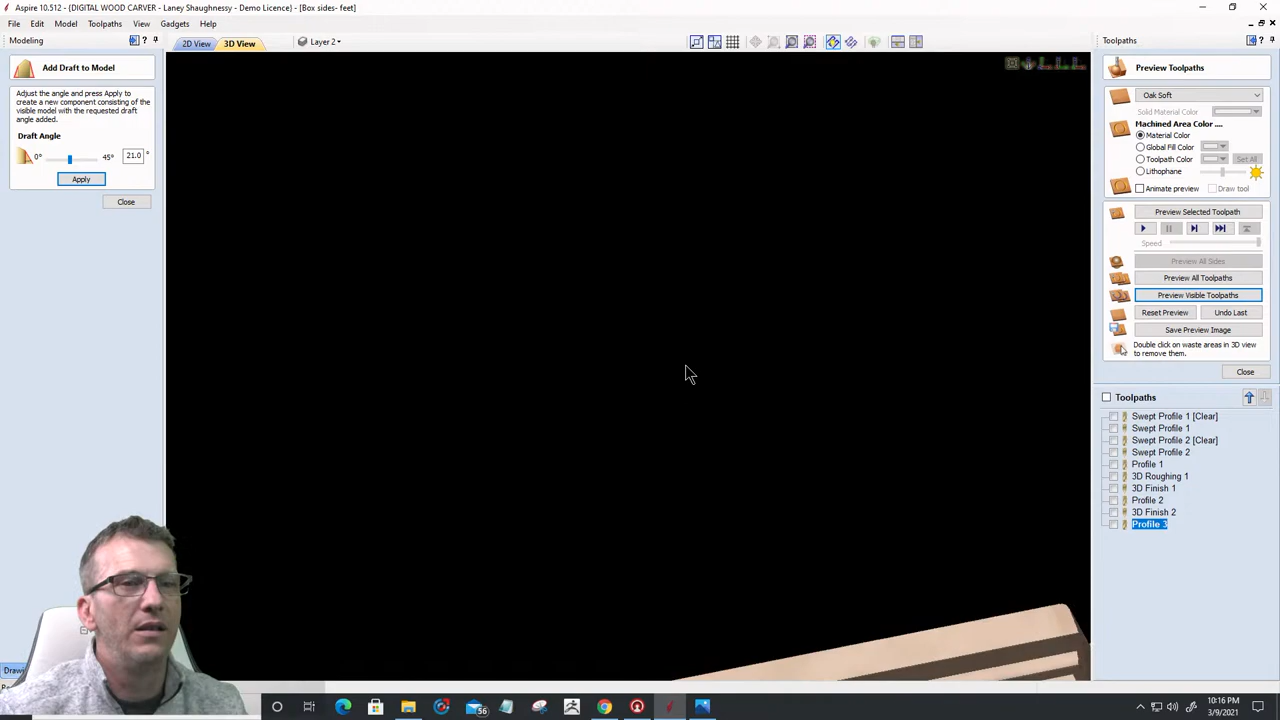 Aspire 10.512 - {DIGITAL WOOD CARVER - Laney Shaughnessy - Demo Licence} - [Box sides- feet]
File Edit Model Toolpaths View Gadgets Help
Modeling
2D View
3D View
Layer 2
Toolpaths
Add Draft to Model
Adjust the angle and press Apply to
create a new component consisting of the
visible model with the requested draft
angle added.
Draft Angle
0°
45°
21.0 °
Apply
Close
Preview Toolpaths
Oak Soft
Solid Material Color
Machined Area Color ....
Material Color
Global Fill Color
Toolpath Color
Set All
Lithophane
Animate preview
Draw tool
Preview Selected Toolpath
Speed
Preview All Sides
Preview All Toolpaths
Preview Visible Toolpaths
Reset Preview
Undo Last
Save Preview Image
Double click on waste areas in 3D view
to remove them.
Close
Toolpaths
Swept Profile 1 [Clear]
Swept Profile 1
Swept Profile 2 [Clear]
Swept Profile 2
Profile 1
3D Roughing 1
3D Finish 1
Profile 2
3D Finish 2
Profile 3
56
10:16 PM
3/9/2021